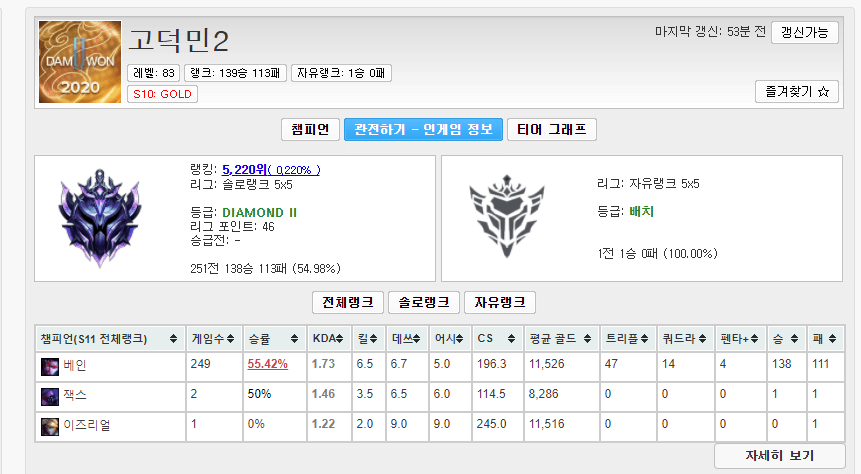 고덕민2
마지막 갱신: 53분 전 갱신가능
DAMWON
2020
레벨: 83 랭크: 139승 113패 자유랭크: 1승 0패
S10: GOLD
즐겨찾기 ☆
챔피언 관전하기 - 인게임 정보 티어 그래프
랭킹: 5,220위( 0,220% )
리그: 솔로랭크 5x5
등급: DIAMOND II
리그 포인트: 46
승급전: -
251전 138승 113패 (54.98%)
리그: 자유랭크 5x5
등급: 배치
1전 1승 0패 (100.00%)
전체랭크 솔로랭크 자유랭크
챔피언(S11 전체랭크) 게임수 승률 KDA 킬 데쓰 어시 CS 평균 골드 트리플 쿼드라 펜타+ 승 패
베인 249 55.42% 1.73 6.5 6.7 5.0 196.3 11,526 47 14 4 138 111
잭스 2 50% 1.46 3.5 6.5 6.0 114.5 8,286 0 0 0 1 1
이즈리얼 1 0% 1.22 2.0 9.0 9.0 245.0 11,516 0 0 0 0 1
자세히 보기